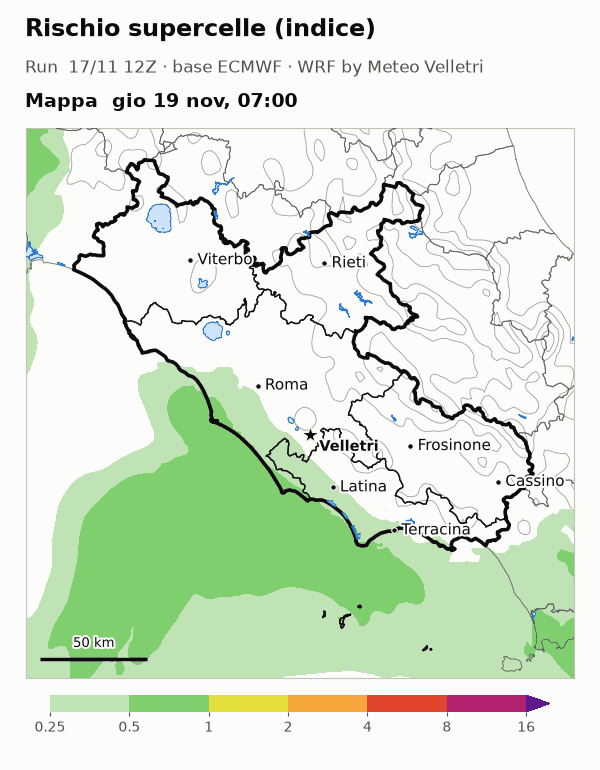 Rischio supercelle (indice)
Run  17/11 12Z · base ECMWF · WRF by Meteo Velletri
Mappa  gio 19 nov, 07:00
Viterbo
Rieti
Roma
Velletri
Frosinone
Cassino
Latina
Terracina
50 km
0.25 0.5 1 2 4 8 16